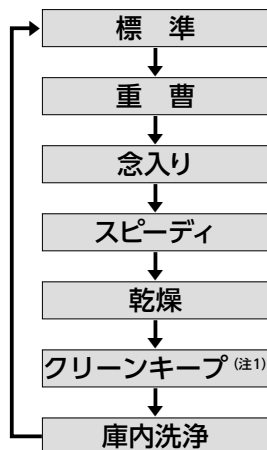 標　準
重　曹
念入り
スピーディ
乾燥
クリーンキープ(注1)
庫内洗浄